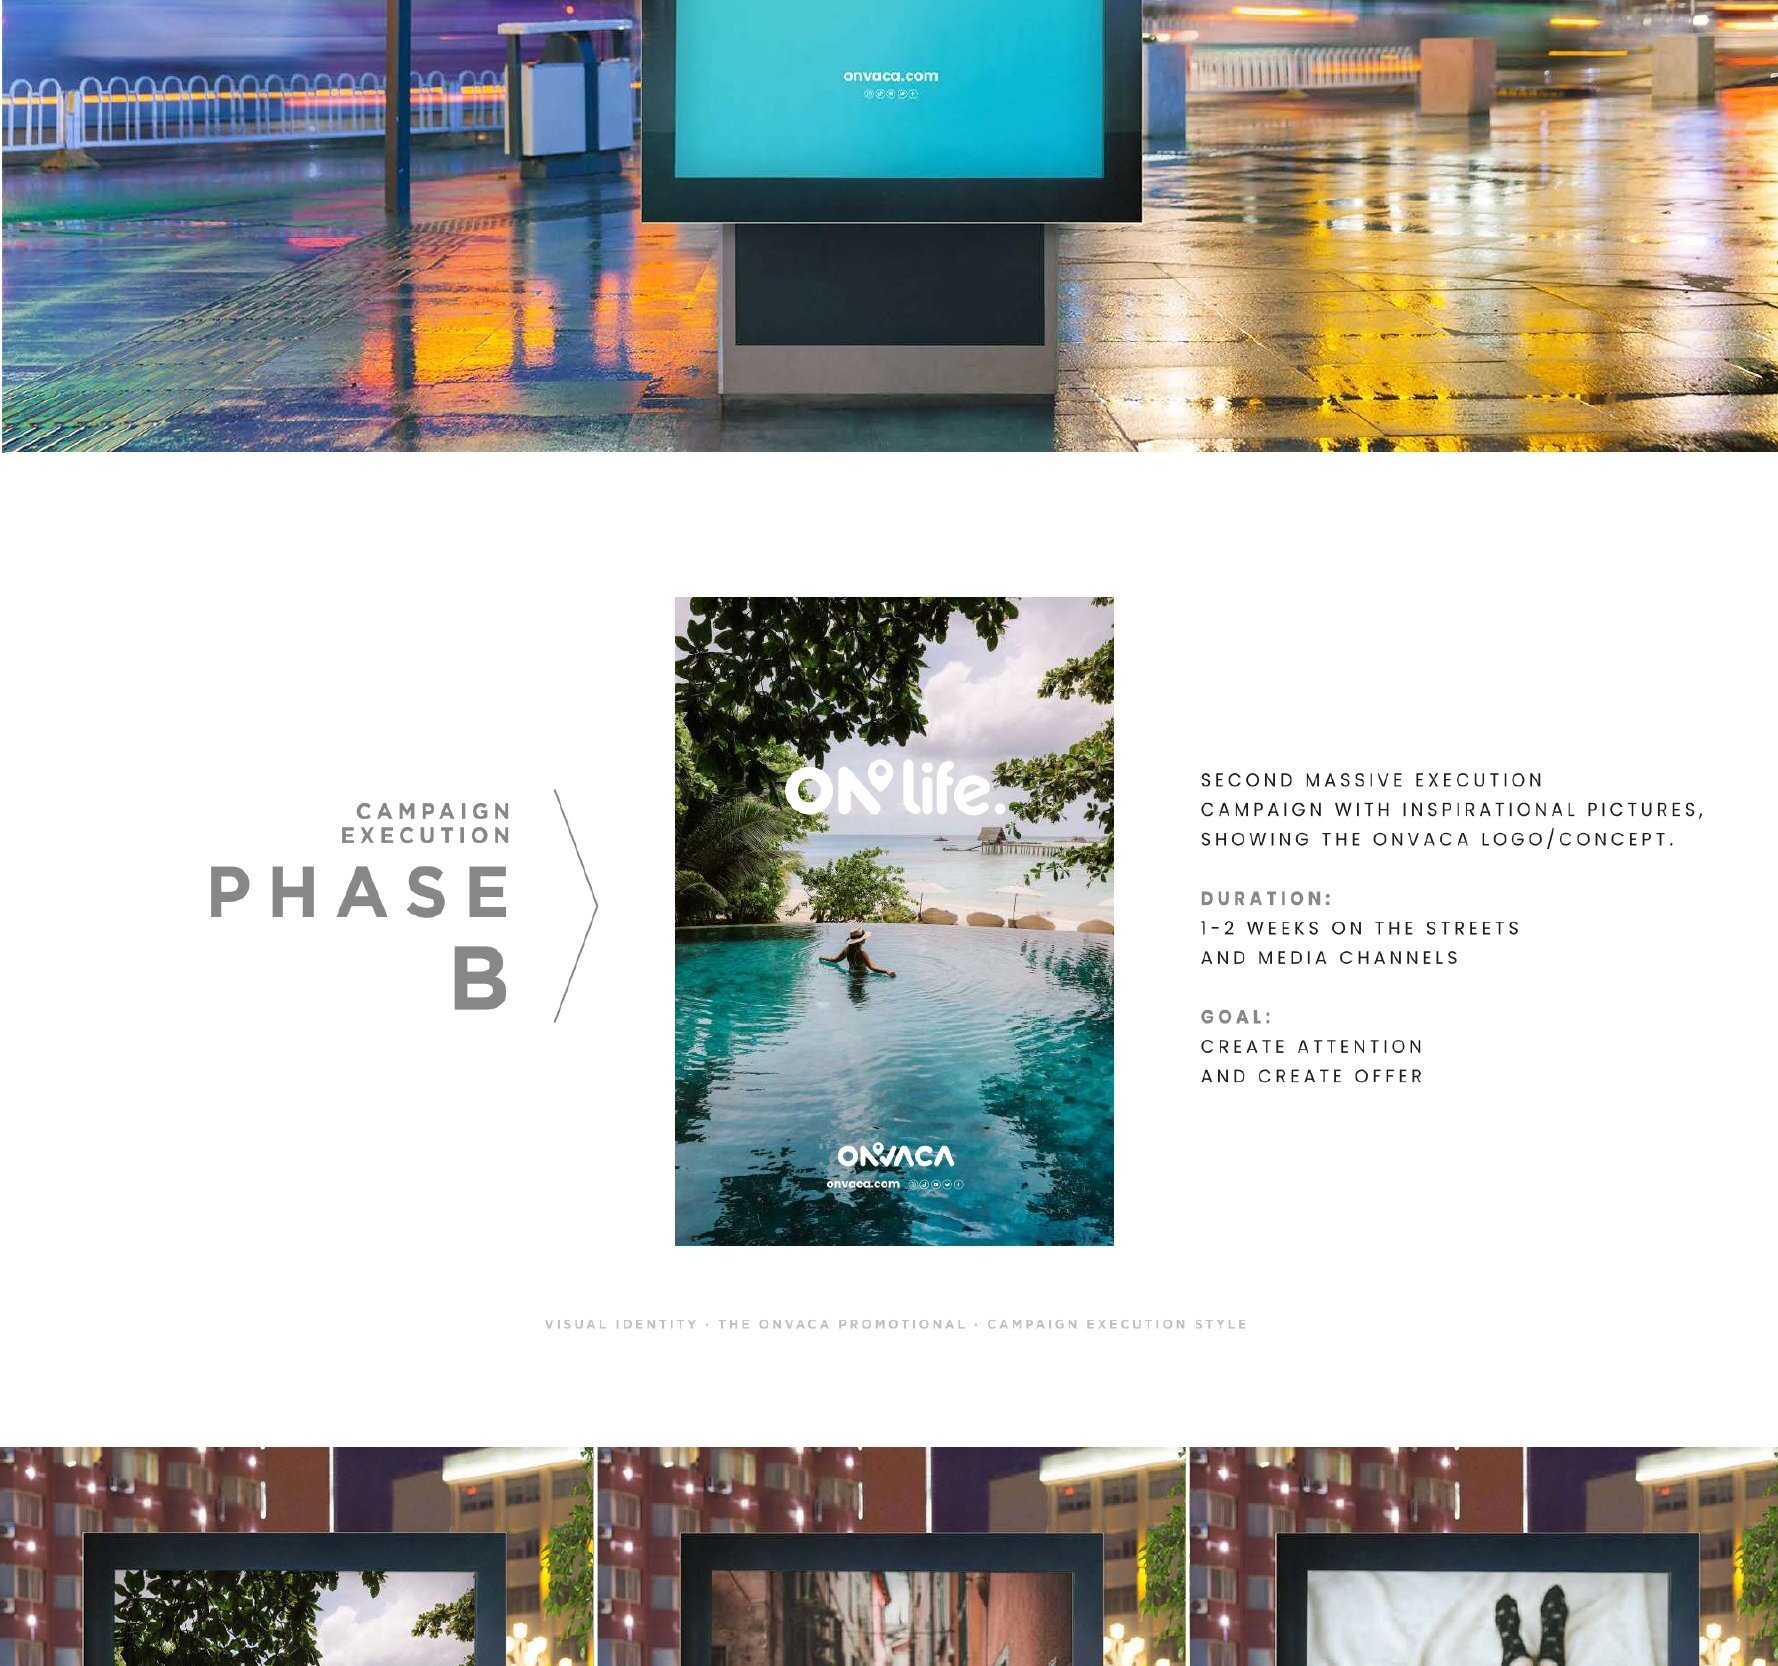 onvaca.com
CAMPAIGN
EXECUTION
PHASE
B
ON life.
ONVACA
onvaca.com
SECOND MASSIVE EXECUTION
CAMPAIGN WITH INSPIRATIONAL PICTURES,
SHOWING THE ONVACA LOGO/CONCEPT.
DURATION:
1-2 WEEKS ON THE STREETS
AND MEDIA CHANNELS
GOAL:
CREATE ATTENTION
AND CREATE OFFER
VISUAL IDENTITY · THE ONVACA PROMOTIONAL · CAMPAIGN EXECUTION STYLE